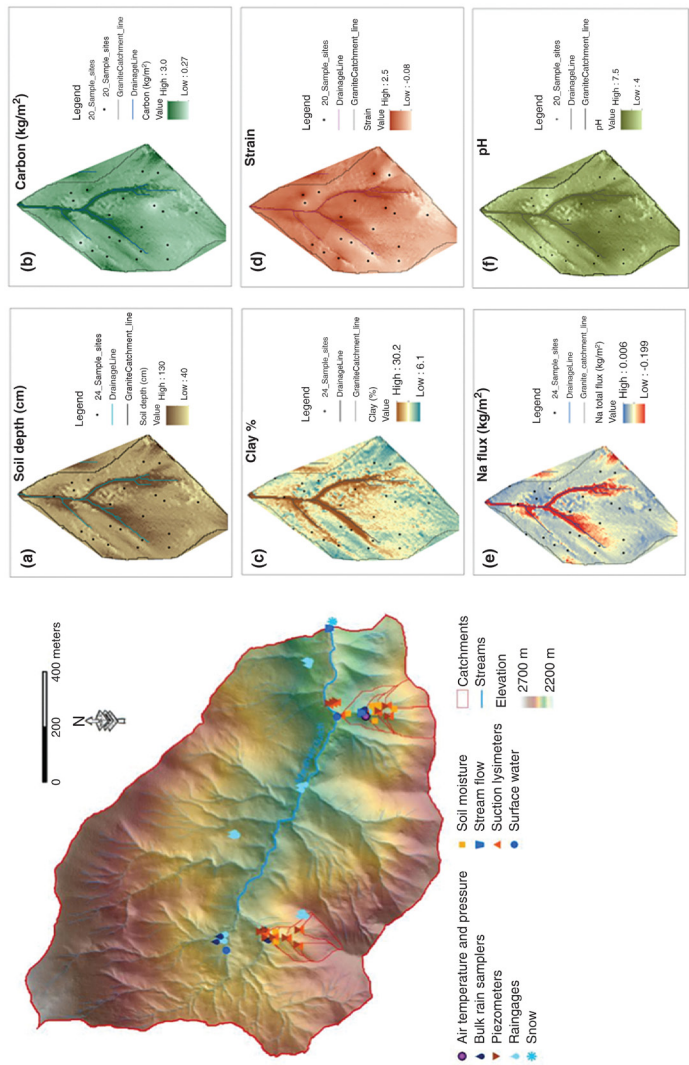 0
200
400 meters
N
Air temperature and pressure
Bulk rain samplers
Piezometers
Raingages
Snow
Soil moisture
Stream flow
Suction lysimeters
Surface water
Catchments
Streams
Elevation
2700 m
2200 m
(a)
Soil depth (cm)
Legend
24_Sample_sites
DrainageLine
GraniteCatchment_line
Soil depth (cm)
Value
High : 130
Low : 40
(b)
Carbon (kg/m²)
Legend
20_Sample_sites
20_Sample_sites
GraniteCatchment_line
DrainageLine
Carbon (kg/m²)
Value
High : 3.0
Low : 0.27
(c)
Clay %
Legend
24_Sample_sites
DrainageLine
GraniteCatchment_line
Clay (%)
Value
High : 30.2
Low : 6.1
(d)
Strain
Legend
20_Sample_sites
DrainageLine
GraniteCatchment_line
Strain
Value
High : 2.5
Low : -0.08
(e)
Na flux (kg/m²)
Legend
24_Sample_sites
DrainageLine
Granite_catchment_line
Na total flux (kg/m²)
Value
High : 0.006
Low : -0.199
(f)
pH
Legend
20_Sample_sites
DrainageLine
GraniteCatchment_line
pH
Value
High : 7.5
Low : 4